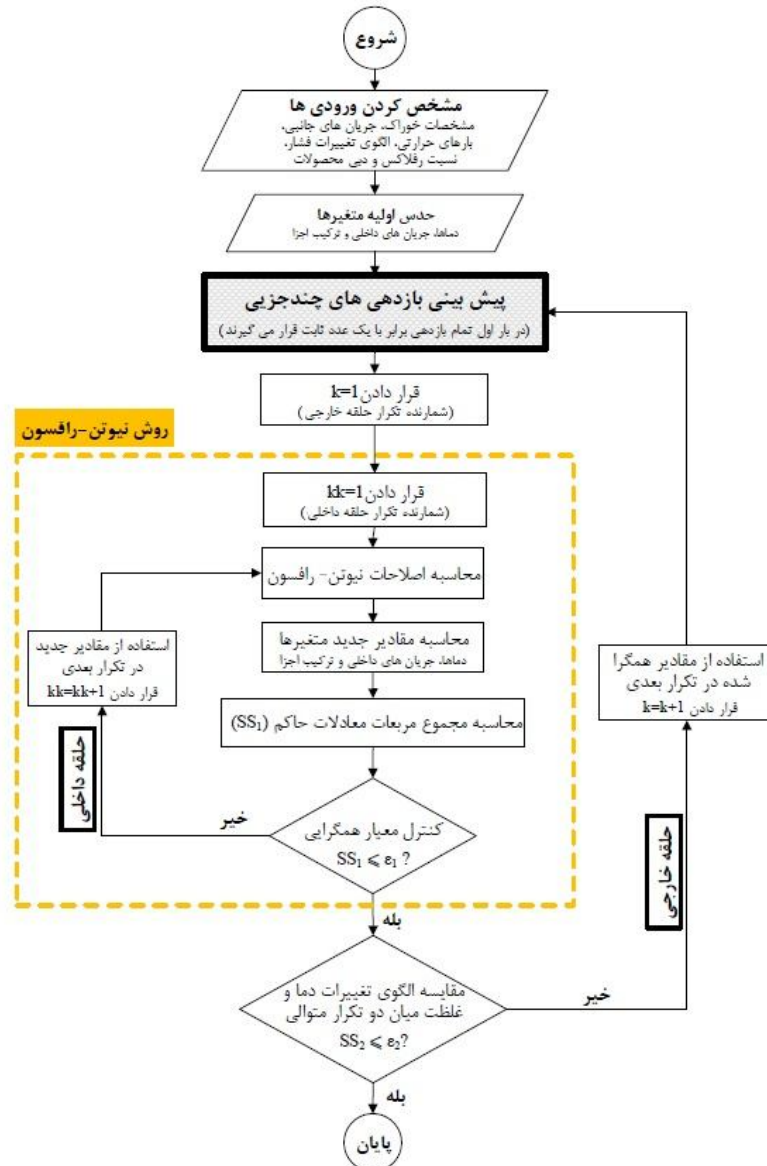 شروع
مشخص کردن ورودی ها
مشخصات خوراک، جریان های جانبی،
بارهای حرارتی، الگوی تغییرات فشار،
نسبت رفلاکس و دبی محصولات
حدس اولیه متغیرها
دماها، جریان های داخلی و ترکیب اجزا
پیش بینی بازدهی های چندجزیی
(در بار اول تمام بازدهی برابر با یک عدد ثابت قرار می گیرند)
قرار دادن k=1
(شمارنده تکرار حلقه خارجی)
روش نیوتن-رافسون
قرار دادن kk=1
(شمارنده تکرار حلقه داخلی)
محاسبه اصلاحات نیوتن- رافسون
محاسبه مقادیر جدید متغیرها
دماها، جریان های داخلی و ترکیب اجزا
استفاده از مقادیر جدید
در تکرار بعدی
قرار دادن kk=kk+1
استفاده از مقادیر همگرا
شده در تکرار بعدی
قرار دادن k=k+1
محاسبه مجموع مربعات معادلات حاکم (SS₁)
حلقه داخلی
خیر
کنترل معیار همگرایی
SS₁ ⩽ ε₁ ?
حلقه خارجی
بله
مقایسه الگوی تغییرات دما و
غلظت میان دو تکرار متوالی
SS₂ ⩽ ε₂?
خیر
بله
پایان